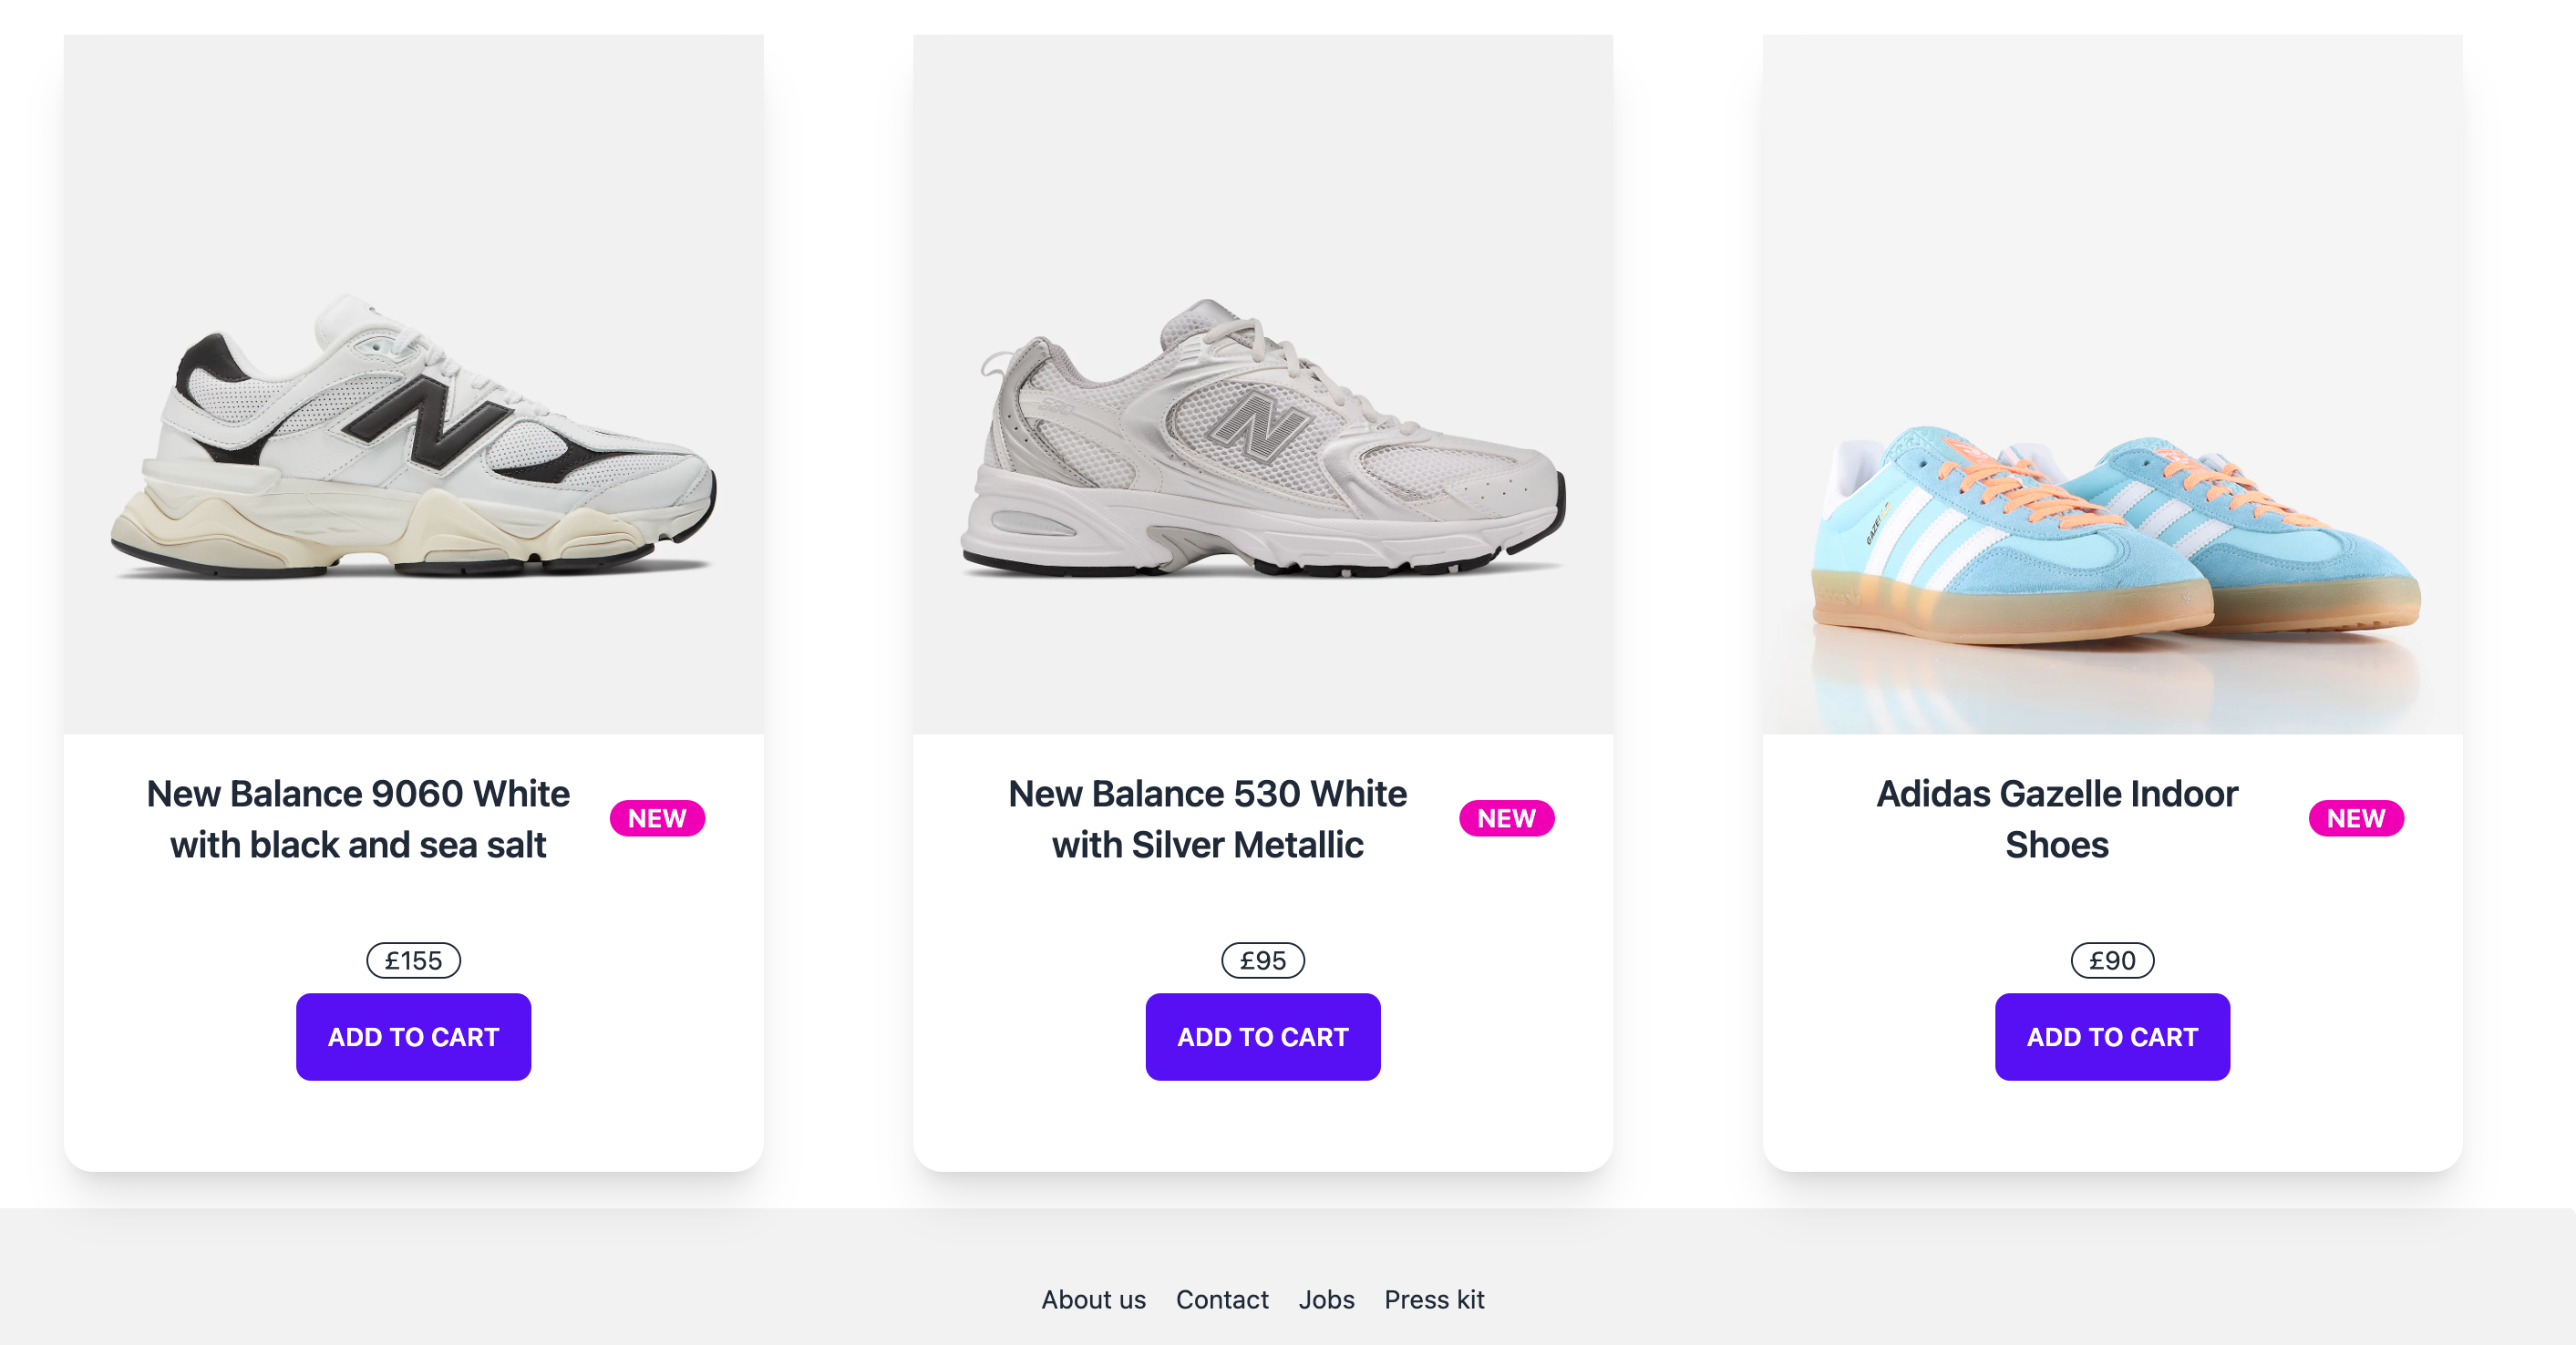 New Balance 9060 White
with black and sea salt
NEW
£155
ADD TO CART
New Balance 530 White
with Silver Metallic
NEW
£95
ADD TO CART
GAZELLE
Adidas Gazelle Indoor
Shoes
NEW
£90
ADD TO CART
About us Contact Jobs Press kit